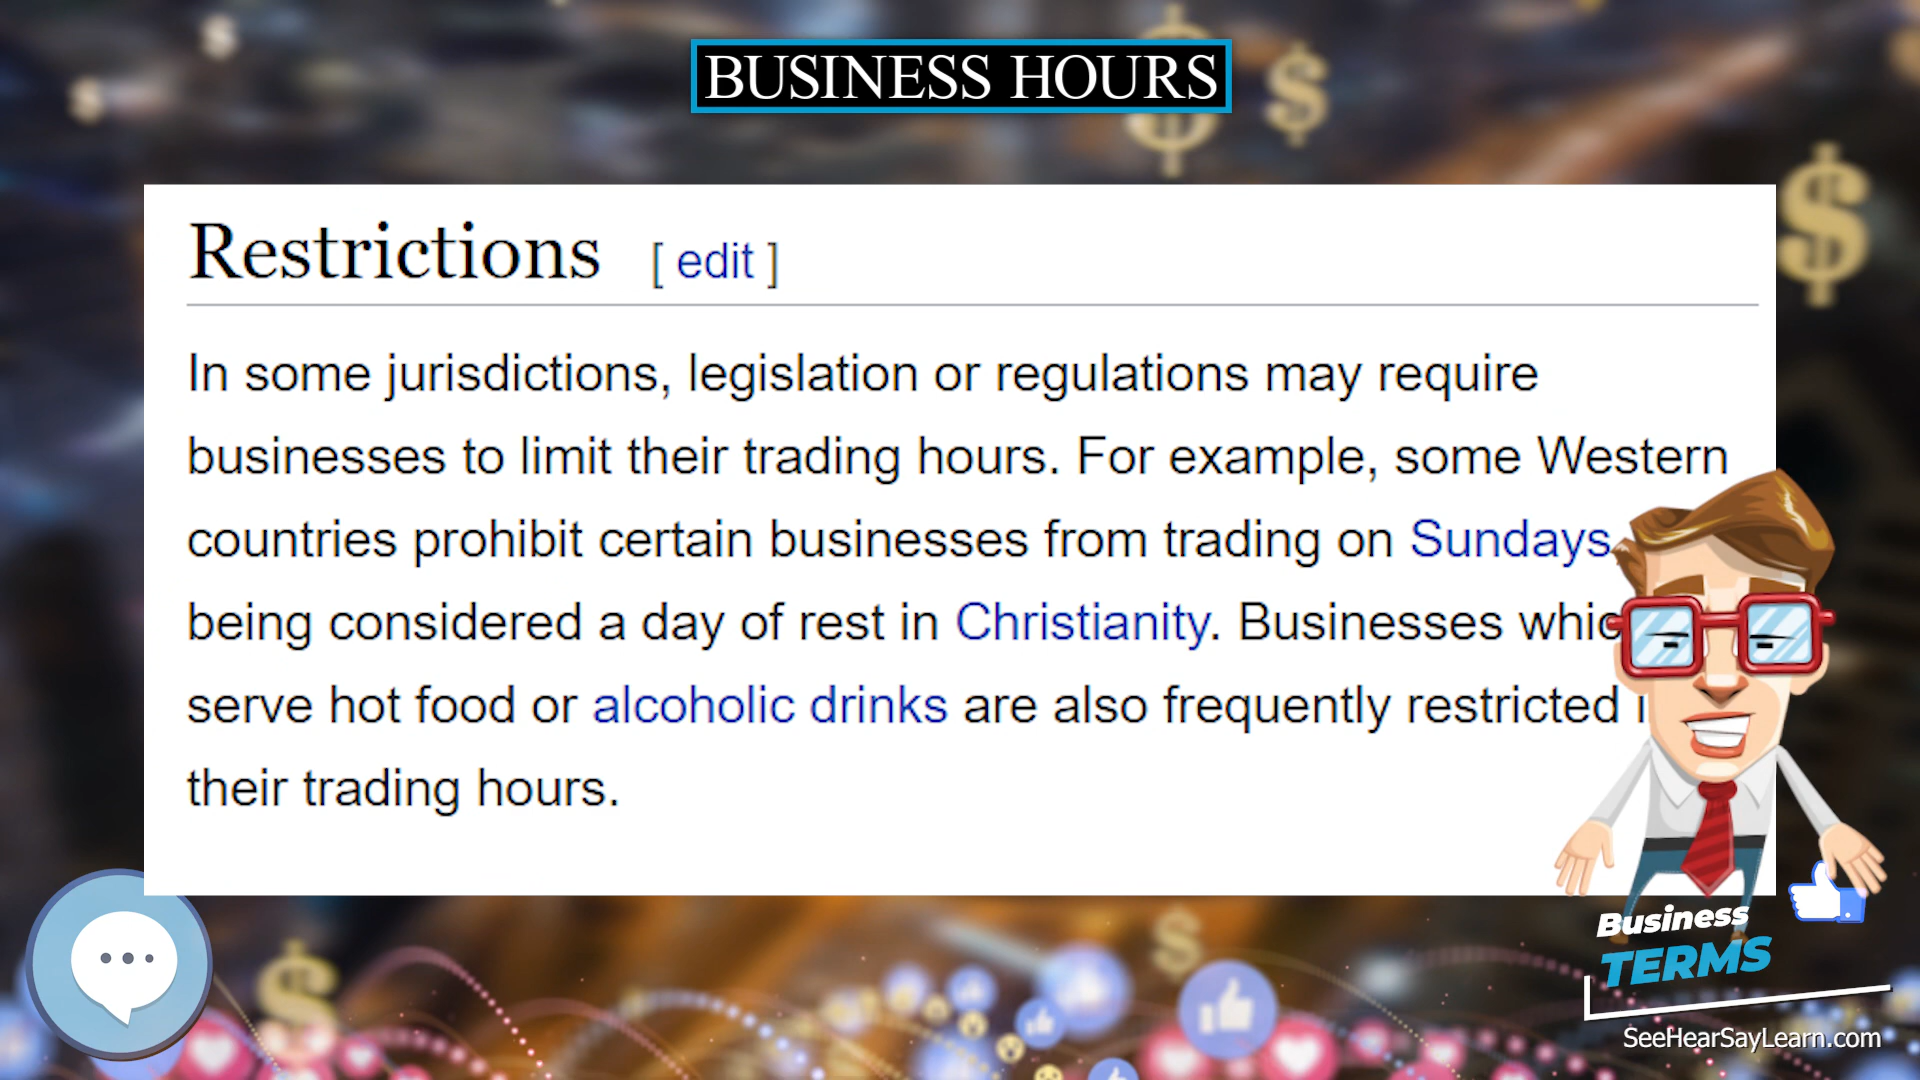 BUSINESS HOURS
Restrictions [ edit ]
In some jurisdictions, legislation or regulations may require
businesses to limit their trading hours. For example, some Western
countries prohibit certain businesses from trading on Sundays
being considered a day of rest in Christianity. Businesses
serve hot food or alcoholic drinks are also frequently restricted
their trading hours.
Business
TERMS
SeeHearSayLearn.com